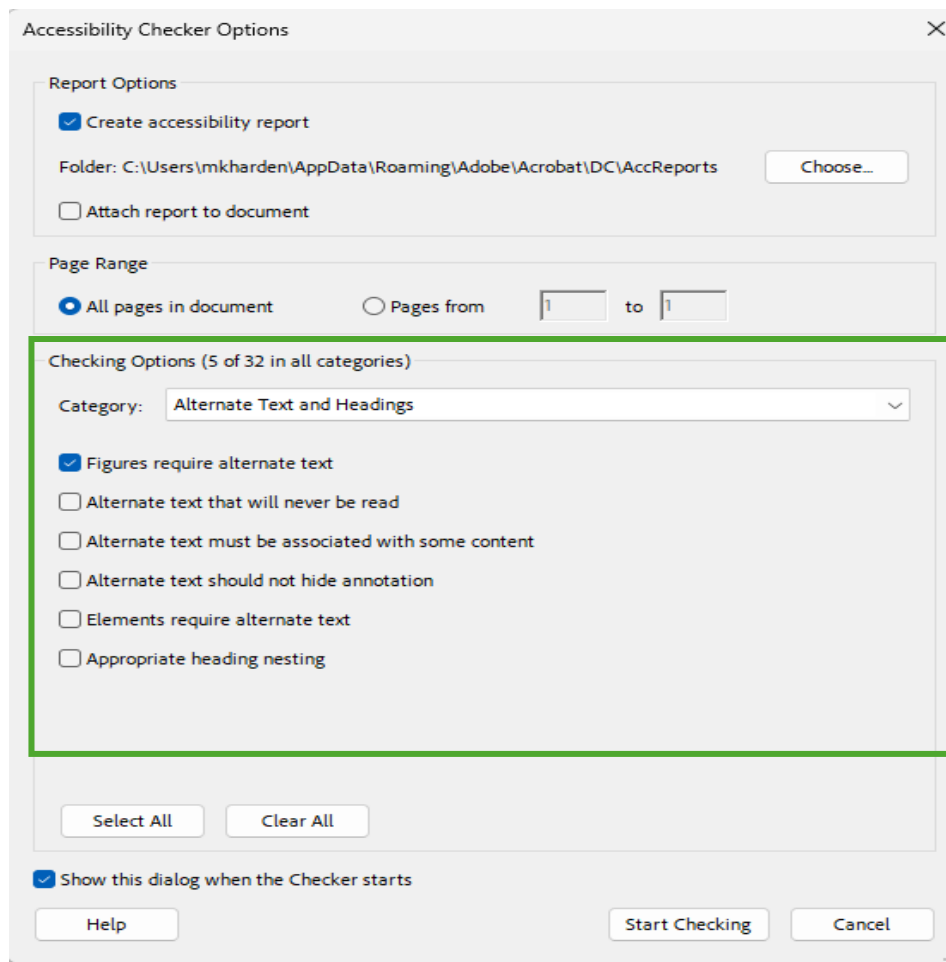 Accessibility Checker Options
Report Options
Create accessibility report
Folder: C:\Users\mkharden\AppData\Roaming\Adobe\Acrobat\DC\AccReports Choose...
Attach report to document
Page Range
All pages in document Pages from 1 to 1
Checking Options (5 of 32 in all categories)
Category: Alternate Text and Headings
Figures require alternate text
Alternate text that will never be read
Alternate text must be associated with some content
Alternate text should not hide annotation
Elements require alternate text
Appropriate heading nesting
Select All Clear All
Show this dialog when the Checker starts
Help Start Checking Cancel